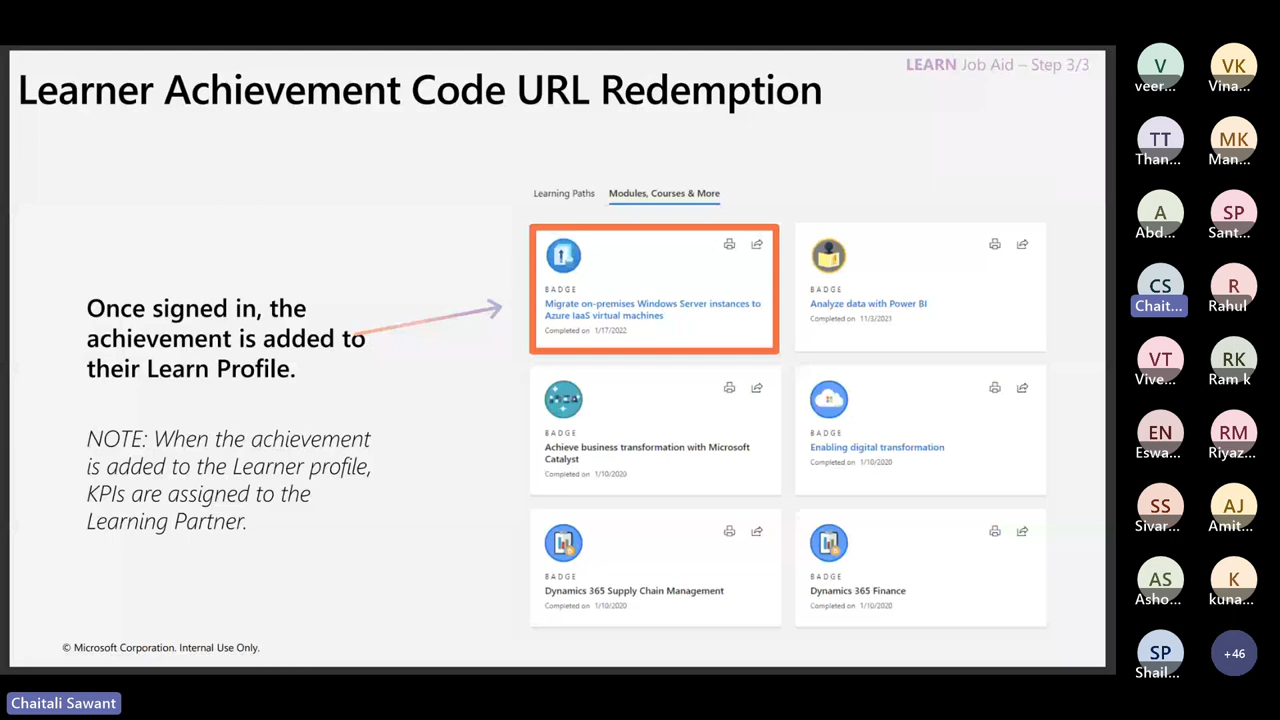 LEARN Job Aid – Step 3/3
Learner Achievement Code URL Redemption
Learning Paths
Modules, Courses & More
Once signed in, the
achievement is added to
their Learn Profile.
NOTE: When the achievement
is added to the Learner profile,
KPIs are assigned to the
Learning Partner.
BADGE
Migrate on-premises Windows Server instances to
Azure IaaS virtual machines
Completed on 1/17/2022
BADGE
Analyze data with Power BI
Completed on 11/3/2021
BADGE
Achieve business transformation with Microsoft
Catalyst
Completed on 1/10/2020
BADGE
Enabling digital transformation
Completed on 1/10/2020
BADGE
Dynamics 365 Supply Chain Management
Completed on 1/10/2020
BADGE
Dynamics 365 Finance
Completed on 1/10/2020
© Microsoft Corporation. Internal Use Only.
Chaitali Sawant
V
veer...
VK
Vina...
TT
Than...
MK
Man...
A
Abd...
SP
Sant...
CS
Chait...
R
Rahul
VT
Vive...
RK
Ram k
EN
Eswa...
RM
Riyaz...
SS
Sivar...
AJ
Amit...
AS
Asho...
K
kuna...
SP
Shail...
+46